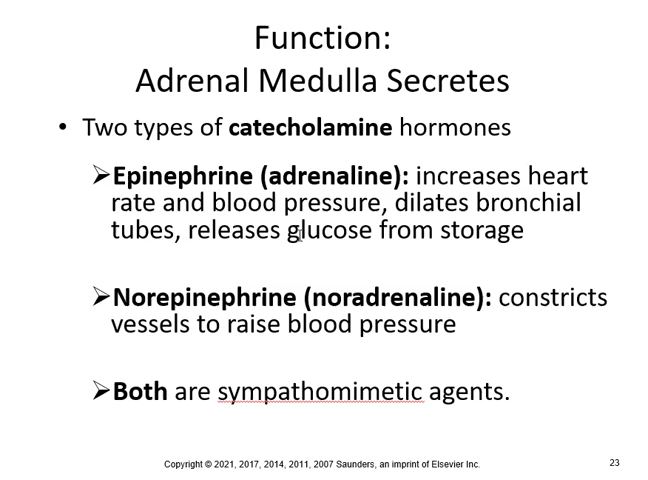 Function:
Adrenal Medulla Secretes
• Two types of catecholamine hormones
➢Epinephrine (adrenaline): increases heart
rate and blood pressure, dilates bronchial
tubes, releases glucose from storage
➢Norepinephrine (noradrenaline): constricts
vessels to raise blood pressure
➢Both are sympathomimetic agents.
Copyright © 2021, 2017, 2014, 2011, 2007 Saunders, an imprint of Elsevier Inc.
23